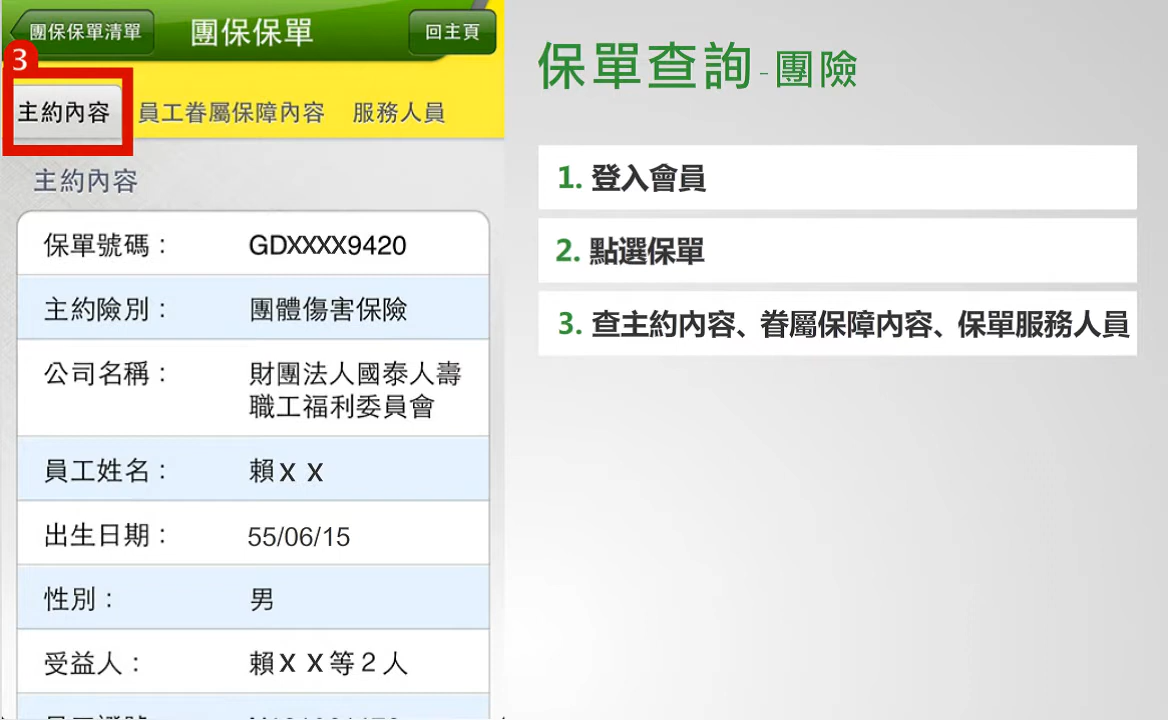 團保保單清單
團保保單
回主頁
3
主約內容
員工眷屬保障內容
服務人員
主約內容
保單號碼：
GDXXXX9420
主約險別：
團體傷害保險
公司名稱：
財團法人國泰人壽
職工福利委員會
員工姓名：
賴X X
出生日期：
55/06/15
性別：
男
受益人：
賴X X等2人
保單查詢-團險
1. 登入會員
2. 點選保單
3. 查主約內容、眷屬保障內容、保單服務人員